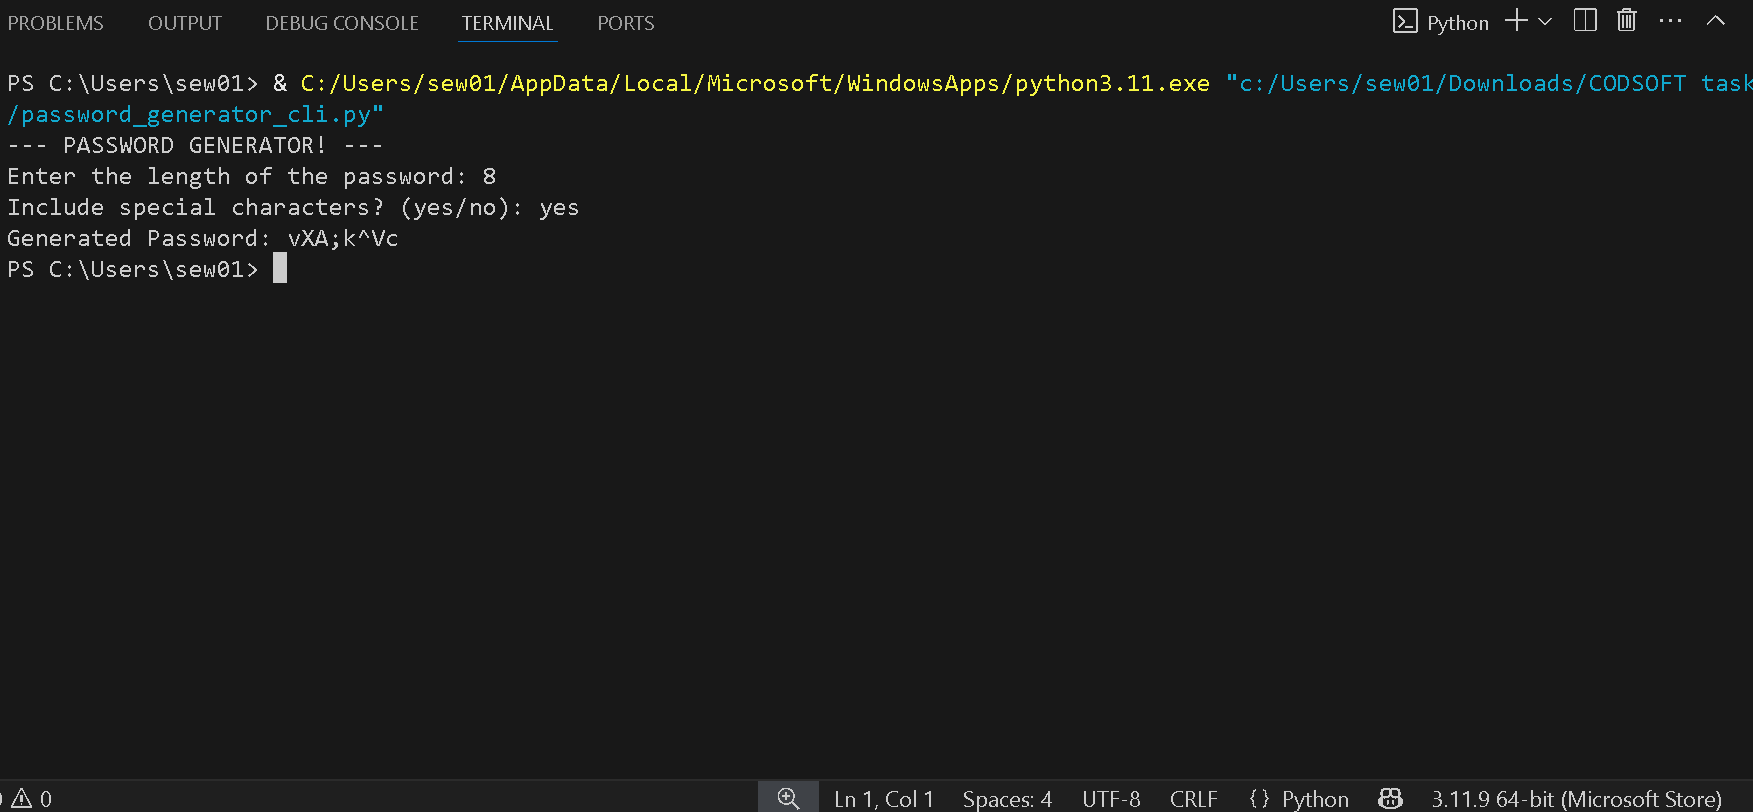 PROBLEMS OUTPUT DEBUG CONSOLE TERMINAL PORTS Python
PS C:\Users\sew01> & C:/Users/sew01/AppData/Local/Microsoft/WindowsApps/python3.11.exe "c:/Users/sew01/Downloads/CODSOFT task
/password_generator_cli.py"
--- PASSWORD GENERATOR! ---
Enter the length of the password: 8
Include special characters? (yes/no): yes
Generated Password: vXA;k^Vc
PS C:\Users\sew01>
0 Ln 1, Col 1 Spaces: 4 UTF-8 CRLF {} Python 3.11.9 64-bit (Microsoft Store)